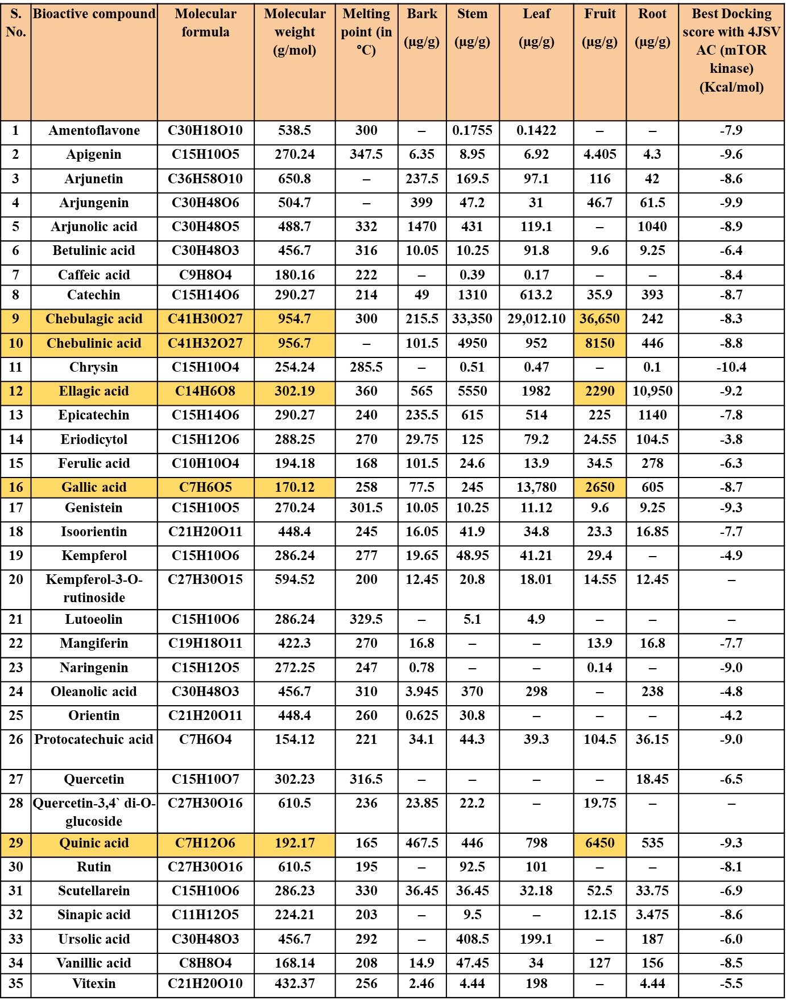 S. No. Bioactive compound Molecular formula Molecular weight (g/mol) Melting point (in °C) Bark (µg/g) Stem (µg/g) Leaf (µg/g) Fruit (µg/g) Root (µg/g) Best Docking score with 4JSV AC (mTOR kinase) (Kcal/mol)
1 Amentoflavone C30H18O10 538.5 300 – 0.1755 0.1422 – – -7.9
2 Apigenin C15H10O5 270.24 347.5 6.35 8.95 6.92 4.405 4.3 -9.6
3 Arjunetin C36H58O10 650.8 – 237.5 169.5 97.1 116 42 -8.6
4 Arjungenin C30H48O6 504.7 – 399 47.2 31 46.7 61.5 -9.9
5 Arjunolic acid C30H48O5 488.7 332 1470 431 119.1 – 1040 -8.9
6 Betulinic acid C30H48O3 456.7 316 10.05 10.25 91.8 9.6 9.25 -6.4
7 Caffeic acid C9H8O4 180.16 222 – 0.39 0.17 – – -8.4
8 Catechin C15H14O6 290.27 214 49 1310 613.2 35.9 393 -8.7
9 Chebulagic acid C41H30O27 954.7 300 215.5 33,350 29,012.10 36,650 242 -8.3
10 Chebulinic acid C41H32O27 956.7 – 101.5 4950 952 8150 446 -8.8
11 Chrysin C15H10O4 254.24 285.5 – 0.51 0.47 – 0.1 -10.4
12 Ellagic acid C14H6O8 302.19 360 565 5550 1982 2290 10,950 -9.2
13 Epicatechin C15H14O6 290.27 240 235.5 615 514 225 1140 -7.8
14 Eriodicytol C15H12O6 288.25 270 29.75 125 79.2 24.55 104.5 -3.8
15 Ferulic acid C10H10O4 194.18 168 101.5 24.6 13.9 34.5 278 -6.3
16 Gallic acid C7H6O5 170.12 258 77.5 245 13,780 2650 605 -8.7
17 Genistein C15H10O5 270.24 301.5 10.05 10.25 11.12 9.6 9.25 -9.3
18 Isoorientin C21H20O11 448.4 245 16.05 41.9 34.8 23.3 16.85 -7.7
19 Kempferol C15H10O6 286.24 277 19.65 48.95 41.21 29.4 – -4.9
20 Kempferol-3-O-rutinoside C27H30O15 594.52 200 12.45 20.8 18.01 14.55 12.45 –
21 Lutoeolin C15H10O6 286.24 329.5 – 5.1 4.9 – – –
22 Mangiferin C19H18O11 422.3 270 16.8 – – 13.9 16.8 -7.7
23 Naringenin C15H12O5 272.25 247 0.78 – – 0.14 – -9.0
24 Oleanolic acid C30H48O3 456.7 310 3.945 370 298 – 238 -4.8
25 Orientin C21H20O11 448.4 260 0.625 30.8 – – – -4.2
26 Protocatechuic acid C7H6O4 154.12 221 34.1 44.3 39.3 104.5 36.15 -9.0
27 Quercetin C15H10O7 302.23 316.5 – – – – 18.45 -6.5
28 Quercetin-3,4` di-O-glucoside C27H30O16 610.5 236 23.85 22.2 – 19.75 – –
29 Quinic acid C7H12O6 192.17 165 467.5 446 798 6450 535 -9.3
30 Rutin C27H30O16 610.5 195 – 92.5 101 – – -8.1
31 Scutellarein C15H10O6 286.23 330 36.45 36.45 32.18 52.5 33.75 -6.9
32 Sinapic acid C11H12O5 224.21 203 – 9.5 – 12.15 3.475 -8.6
33 Ursolic acid C30H48O3 456.7 292 – 408.5 199.1 – 187 -6.0
34 Vanillic acid C8H8O4 168.14 208 14.9 47.45 34 127 156 -8.5
35 Vitexin C21H20O10 432.37 256 2.46 4.44 198 – 4.44 -5.5